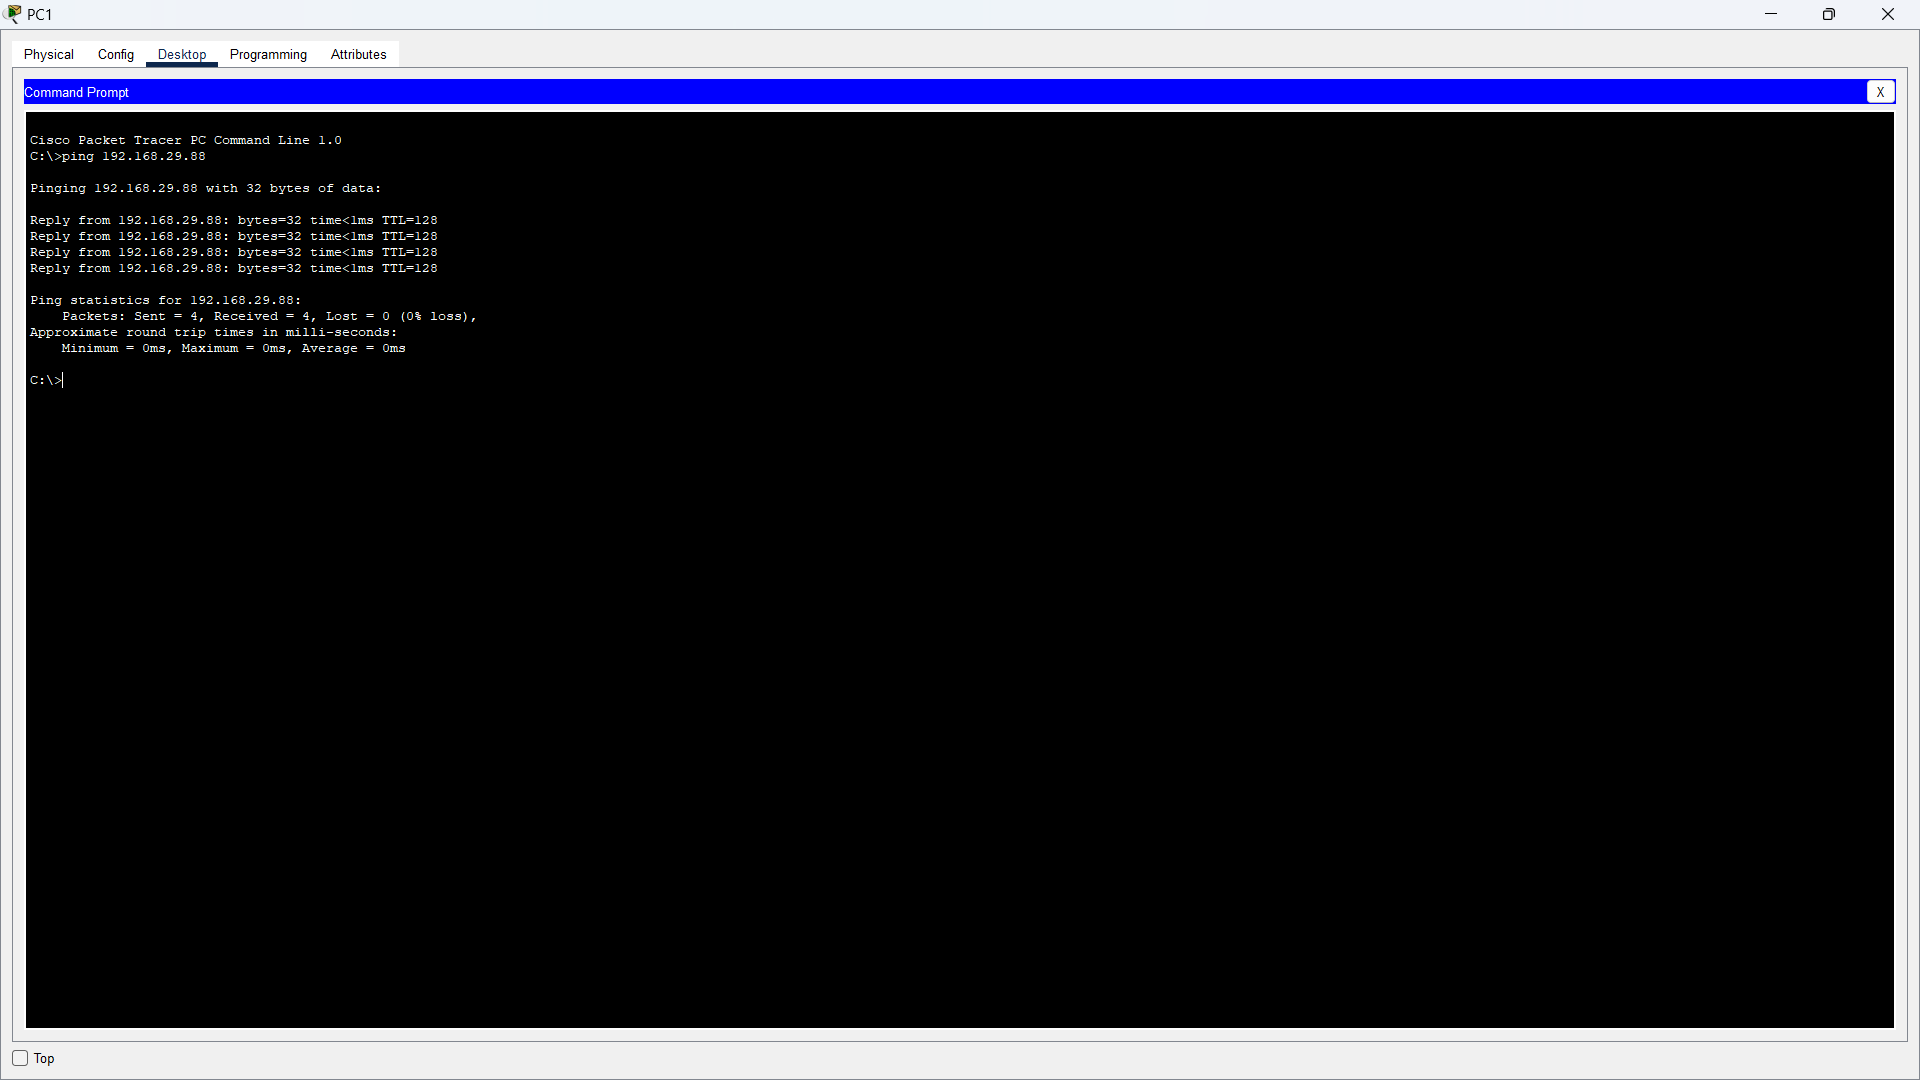 PC1
Physical Config Desktop Programming Attributes
Command Prompt
X
Cisco Packet Tracer PC Command Line 1.0
C:\>ping 192.168.29.88
Pinging 192.168.29.88 with 32 bytes of data:
Reply from 192.168.29.88: bytes=32 time<1ms TTL=128
Reply from 192.168.29.88: bytes=32 time<1ms TTL=128
Reply from 192.168.29.88: bytes=32 time<1ms TTL=128
Reply from 192.168.29.88: bytes=32 time<1ms TTL=128
Ping statistics for 192.168.29.88:
Packets: Sent = 4, Received = 4, Lost = 0 (0% loss),
Approximate round trip times in milli-seconds:
Minimum = 0ms, Maximum = 0ms, Average = 0ms
C:\>
Top